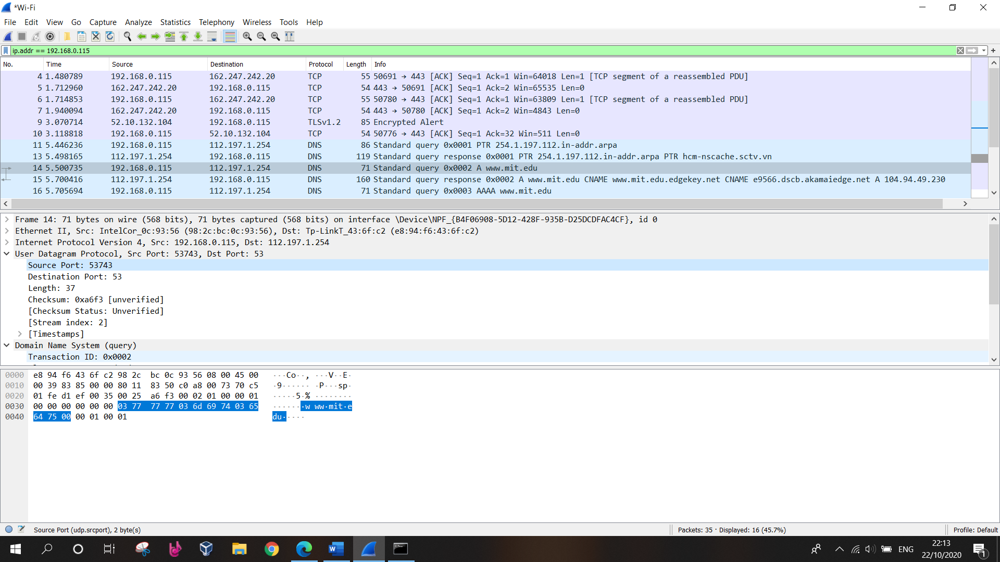 *Wi-Fi
File Edit View Go Capture Analyze Statistics Telephony Wireless Tools Help
ip.addr == 192.168.0.115
No. Time Source Destination Protocol Length Info
4 1.480789 192.168.0.115 162.247.242.20 TCP 55 50691 → 443 [ACK] Seq=1 Ack=1 Win=64018 Len=1 [TCP segment of a reassembled PDU]
5 1.712960 162.247.242.20 192.168.0.115 TCP 54 443 → 50691 [ACK] Seq=1 Ack=2 Win=65535 Len=0
6 1.714853 192.168.0.115 162.247.242.20 TCP 55 50780 → 443 [ACK] Seq=1 Ack=1 Win=63809 Len=1 [TCP segment of a reassembled PDU]
7 1.940094 162.247.242.20 192.168.0.115 TCP 54 443 → 50780 [ACK] Seq=1 Ack=2 Win=4843 Len=0
9 3.070714 52.10.132.104 192.168.0.115 TLSv1.2 85 Encrypted Alert
10 3.118818 192.168.0.115 52.10.132.104 TCP 54 50776 → 443 [ACK] Seq=1 Ack=32 Win=511 Len=0
11 5.446236 192.168.0.115 112.197.1.254 DNS 86 Standard query 0x0001 PTR 254.1.197.112.in-addr.arpa
13 5.498165 112.197.1.254 192.168.0.115 DNS 119 Standard query response 0x0001 PTR 254.1.197.112.in-addr.arpa PTR hcm-nscache.sctv.vn
14 5.500735 192.168.0.115 112.197.1.254 DNS 71 Standard query 0x0002 A www.mit.edu
15 5.700416 112.197.1.254 192.168.0.115 DNS 160 Standard query response 0x0002 A www.mit.edu CNAME www.mit.edu.edgekey.net CNAME e9566.dscb.akamaiedge.net A 104.94.49.230
16 5.705694 192.168.0.115 112.197.1.254 DNS 71 Standard query 0x0003 AAAA www.mit.edu
Frame 14: 71 bytes on wire (568 bits), 71 bytes captured (568 bits) on interface \Device\NPF_{B4F06908-5D12-428F-935B-D25DCDFAC4CF}, id 0
Ethernet II, Src: IntelCor_0c:93:56 (98:2c:bc:0c:93:56), Dst: Tp-LinkT_43:6f:c2 (e8:94:f6:43:6f:c2)
Internet Protocol Version 4, Src: 192.168.0.115, Dst: 112.197.1.254
User Datagram Protocol, Src Port: 53743, Dst Port: 53
Source Port: 53743
Destination Port: 53
Length: 37
Checksum: 0xa6f3 [unverified]
[Checksum Status: Unverified]
[Stream index: 2]
[Timestamps]
Domain Name System (query)
Transaction ID: 0x0002
0000 e8 94 f6 43 6f c2 98 2c bc 0c 93 56 08 00 45 00 ···Co··, ···V··E·
0010 00 39 83 85 00 00 80 11 83 50 c0 a8 00 73 70 c5 ·9······ ·P···sp·
0020 01 fe d1 ef 00 35 00 25 a6 f3 00 02 01 00 00 01 ·····5·% ········
0030 00 00 00 00 00 00 03 77 77 77 03 6d 69 74 03 65 ·······w ww·mit·e
0040 64 75 00 00 01 00 01 du·····
Source Port (udp.srcport), 2 byte(s)
Packets: 35 · Displayed: 16 (45.7%)
Profile: Default
ENG
22:13
22/10/2020
1